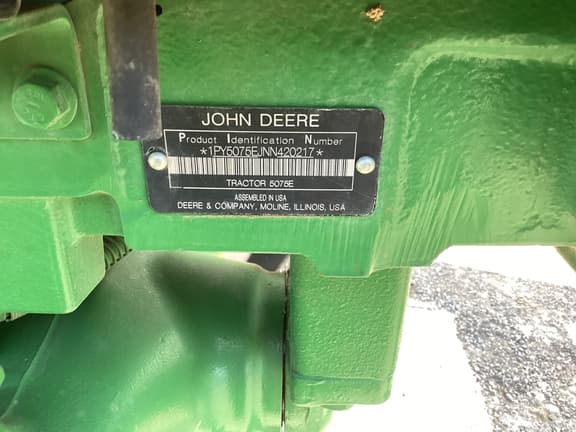 JOHN DEERE
Product Identification Number
*1PY5075EJNN420217*
TRACTOR 5075E
ASSEMBLED IN USA
DEERE & COMPANY, MOLINE, ILLINOIS, USA